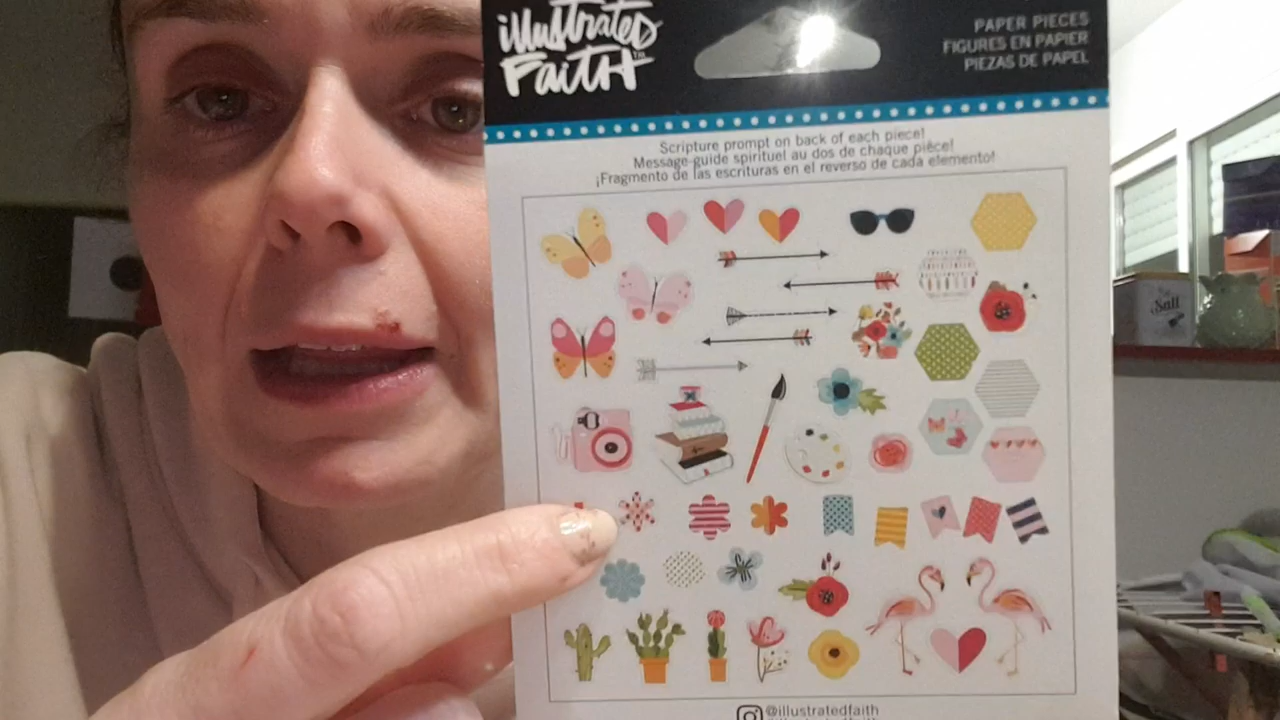 illustrated
Faith™
PAPER PIECES
FIGURES EN PAPIER
PIEZAS DE PAPEL
Scripture prompt on back of each piece!
Message-guide spirituel au dos de chaque pièce!
¡Fragmento de las escrituras en el reverso de cada elemento!
Salt
@illustratedfaith